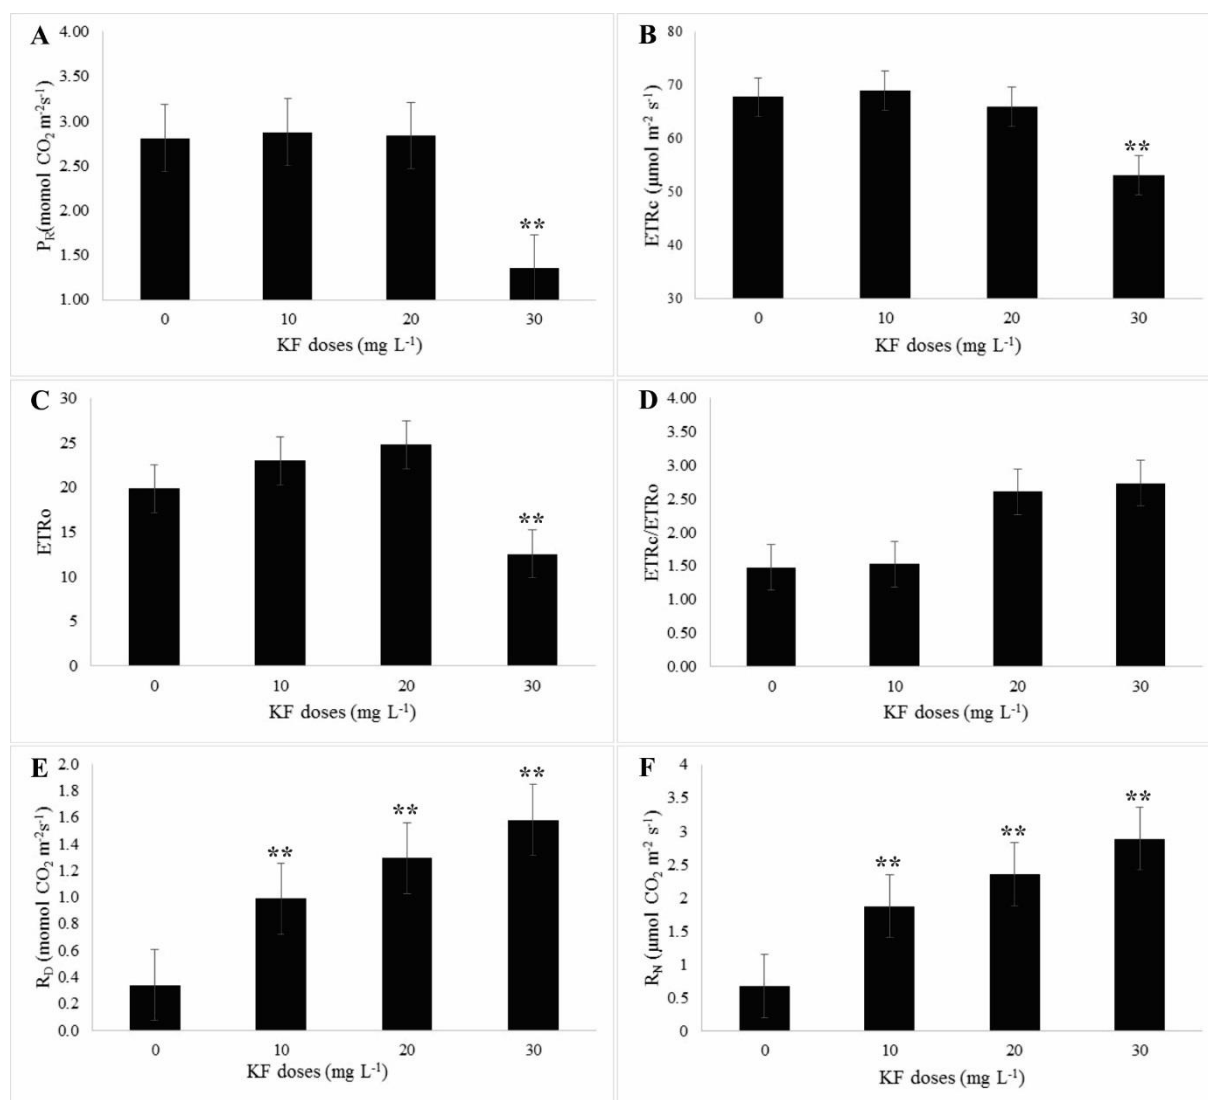 A
P_R(momol CO₂ m⁻²s⁻¹)
4.00
3.50
3.00
2.50
2.00
1.50
1.00
**
0 10 20 30
KF doses (mg L⁻¹)
B
ETRc (µmol m⁻² s⁻¹)
80
70
60
50
40
30
**
0 10 20 30
KF doses (mg L⁻¹)
C
ETRo
30
25
20
15
10
5
0
**
0 10 20 30
KF doses (mg L⁻¹)
D
ETRc/ETRo
4.00
3.50
3.00
2.50
2.00
1.50
1.00
0.50
0.00
0 10 20 30
KF doses (mg L⁻¹)
E
R_D (momol CO₂ m⁻²s⁻¹)
2.0
1.8
1.6
1.4
1.2
1.0
0.8
0.6
0.4
0.2
0.0
** ** **
0 10 20 30
KF doses (mg L⁻¹)
F
R_N (µmol CO₂ m⁻² s⁻¹)
4
3.5
3
2.5
2
1.5
1
0.5
0
** ** **
0 10 20 30
KF doses (mg L⁻¹)